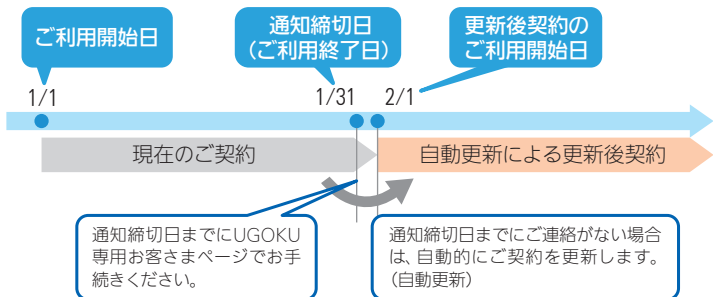 ご利用開始日
通知締切日
（ご利用終了日）
更新後契約の
ご利用開始日
1/1
1/31
2/1
現在のご契約
自動更新による更新後契約
通知締切日までにUGOKU
専用お客さまページでお手
続きください。
通知締切日までにご連絡がない場合
は、自動的にご契約を更新します。
（自動更新）